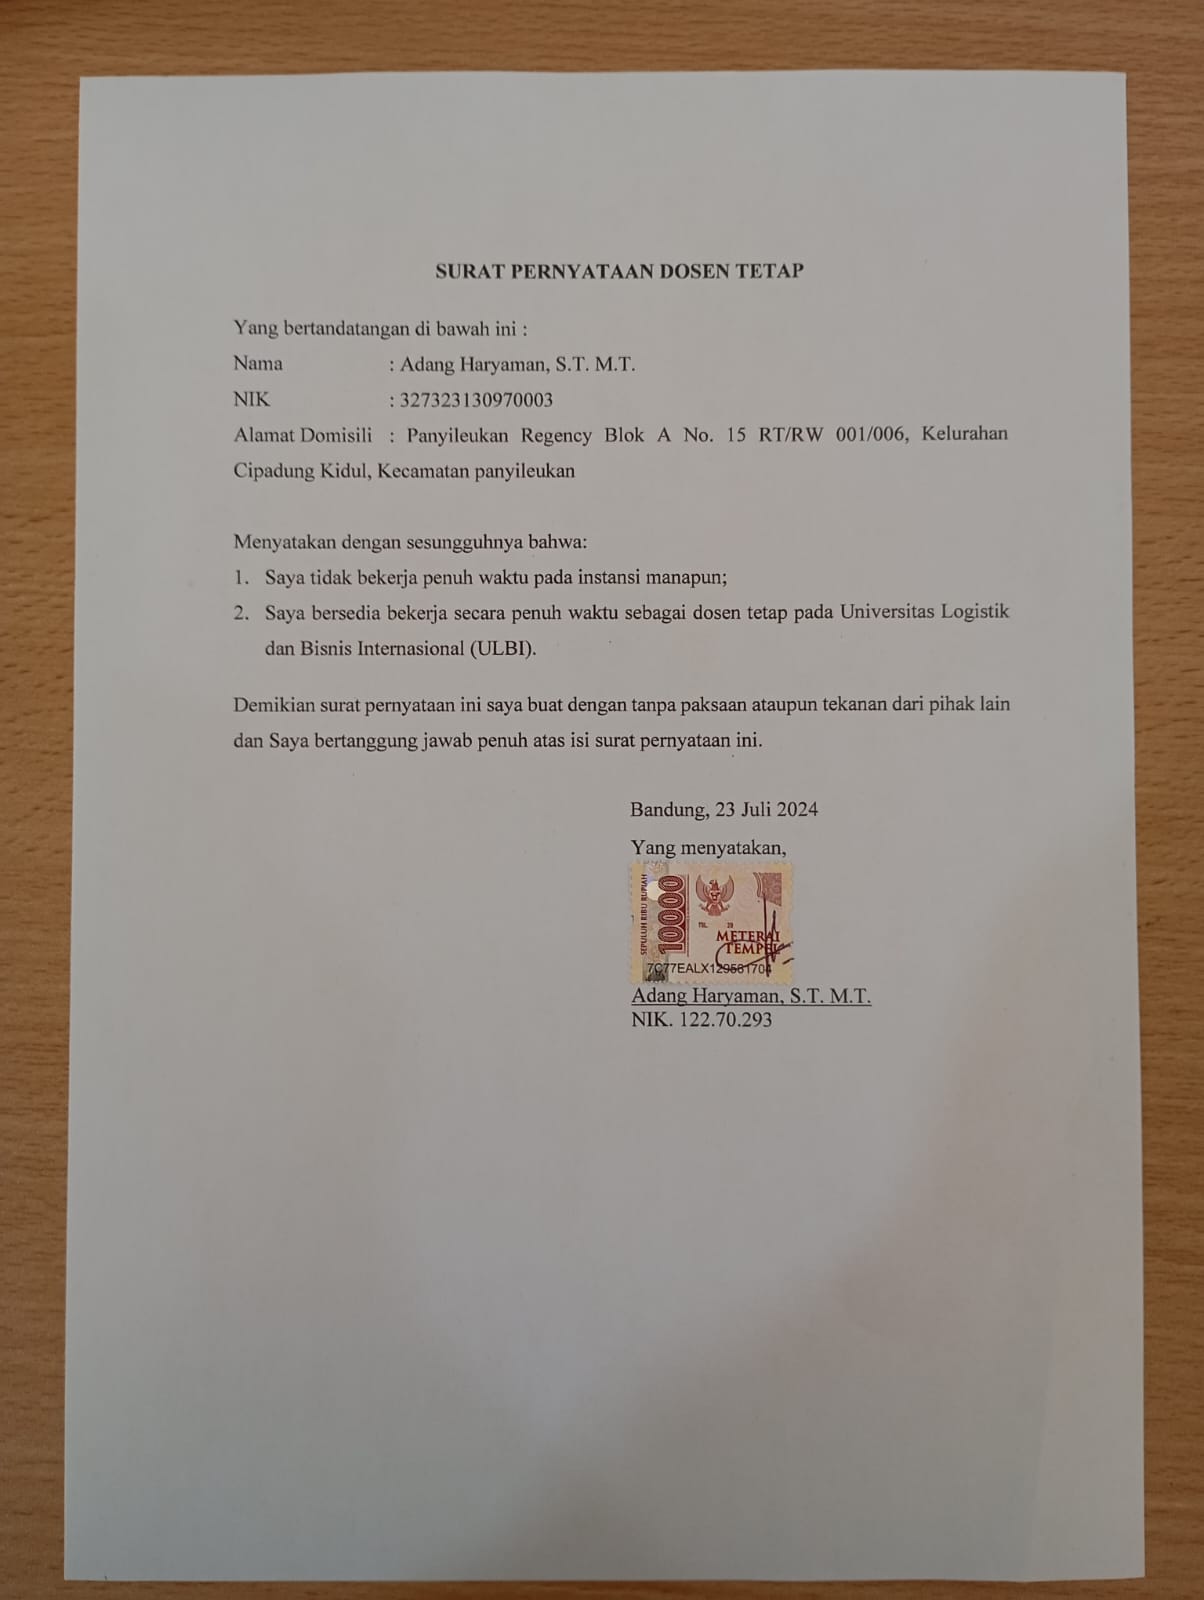 SURAT PERNYATAAN DOSEN TETAP
Yang bertandatangan di bawah ini :
Nama : Adang Haryaman, S.T. M.T.
NIK : 327323130970003
Alamat Domisili : Panyileukan Regency Blok A No. 15 RT/RW 001/006, Kelurahan
Cipadung Kidul, Kecamatan panyileukan
Menyatakan dengan sesungguhnya bahwa:
1. Saya tidak bekerja penuh waktu pada instansi manapun;
2. Saya bersedia bekerja secara penuh waktu sebagai dosen tetap pada Universitas Logistik
dan Bisnis Internasional (ULBI).
Demikian surat pernyataan ini saya buat dengan tanpa paksaan ataupun tekanan dari pihak lain
dan Saya bertanggung jawab penuh atas isi surat pernyataan ini.
Bandung, 23 Juli 2024
Yang menyatakan,
SEPULUH RIBU RUPIAH
10000
TGL. 20
METERAI
TEMPEL
7C77EALX129561704
Adang Haryaman, S.T. M.T.
NIK. 122.70.293